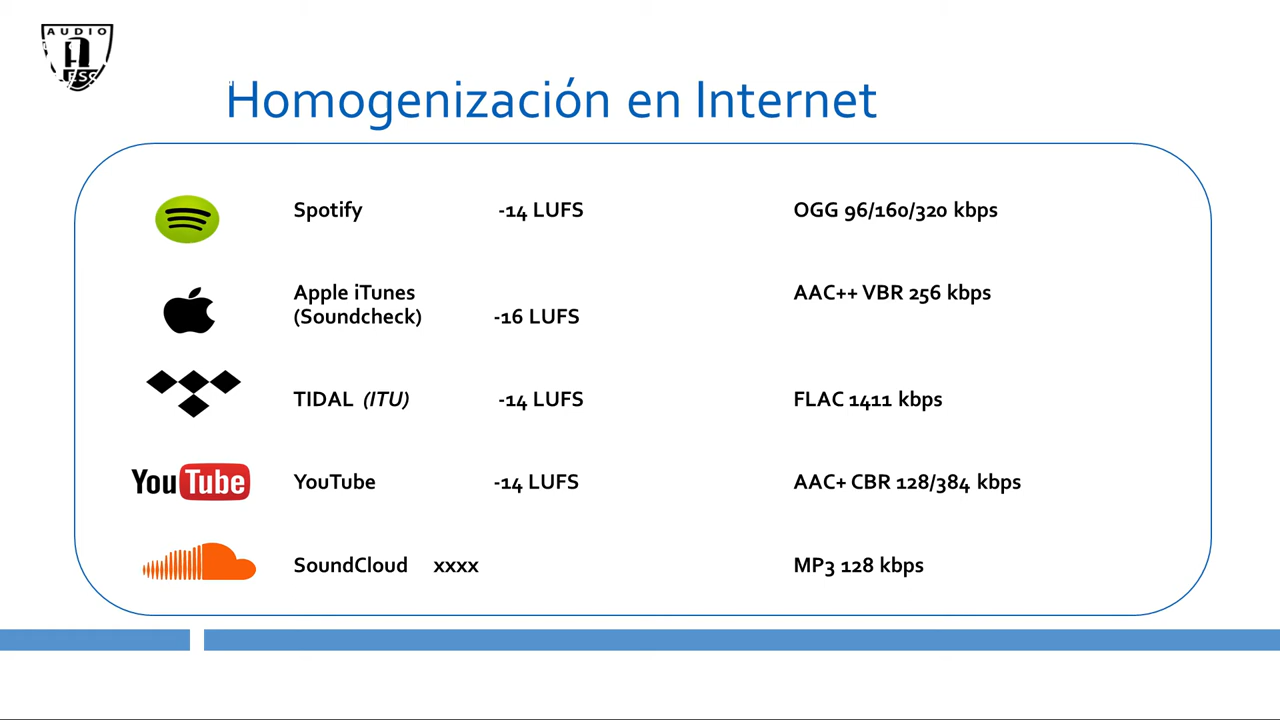 AUDIO
Homogenización en Internet
Spotify -14 LUFS OGG 96/160/320 kbps
Apple iTunes AAC++ VBR 256 kbps
(Soundcheck) -16 LUFS
TIDAL (ITU) -14 LUFS FLAC 1411 kbps
YouTube YouTube -14 LUFS AAC+ CBR 128/384 kbps
SoundCloud xxxx MP3 128 kbps